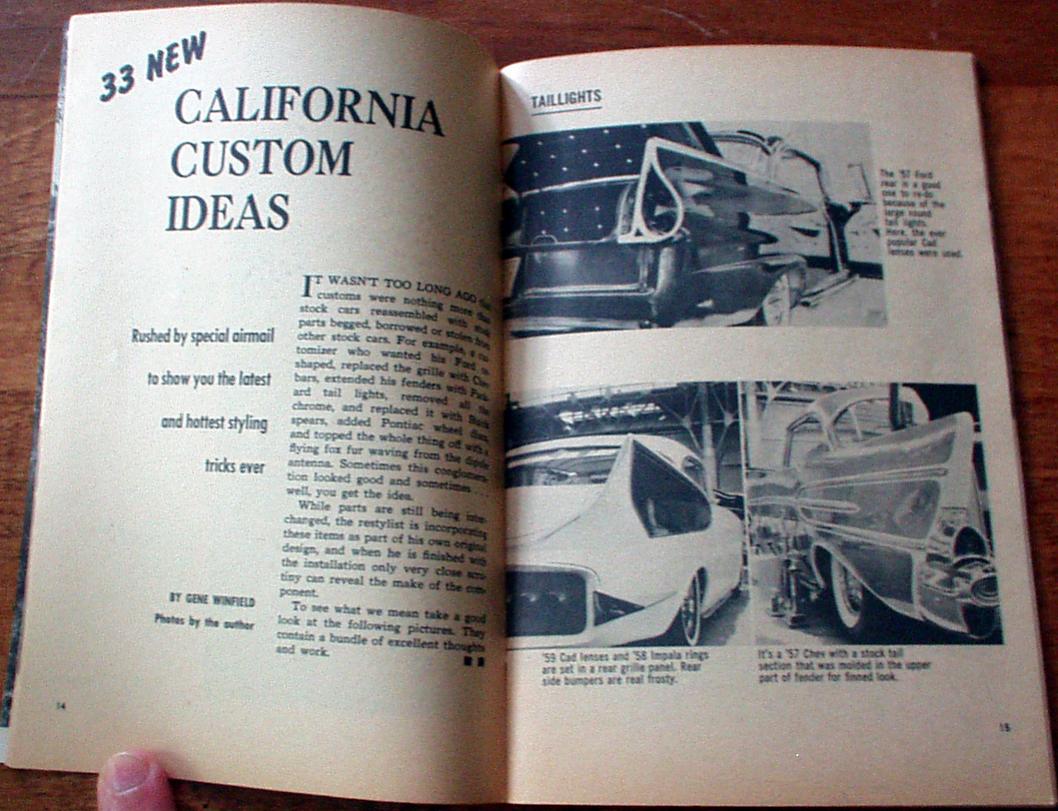 33 NEW
CALIFORNIA
CUSTOM
IDEAS
Rushed by special airmail
to show you the latest
and hottest styling
tricks ever
BY GENE WINFIELD
Photos by the author
IT WASN'T TOO LONG AGO that
customs were nothing more than
stock cars reassembled with stock
parts begged, borrowed or stolen from
other stock cars. For example, a cus-
tomizer who wanted his Ford re-
shaped, replaced the grille with Chev
bars, extended his fenders with Pack-
ard tail lights, removed all the
chrome, and replaced it with Buick
spears, added Pontiac wheel discs,
and topped the whole thing off with a
flying fox fur waving from the dipole
antenna. Sometimes this conglomera-
tion looked good and sometimes . . .
well, you get the idea.
While parts are still being inter-
changed, the restylist is incorporating
these items as part of his own original
design, and when he is finished with
the installation only very close scru-
tiny can reveal the make of the com-
ponent.
To see what we mean take a good
look at the following pictures. They
contain a bundle of excellent thoughts
and work.
14
TAILLIGHTS
The '57 Ford
rear is a good
one to re-do
because of the
large round
tail lights.
Here, the ever
popular Cad
lenses were used.
'59 Cad lenses and '58 Impala rings
are set in a rear grille panel. Rear
side bumpers are real frosty.
It's a '57 Chev with a stock tail
section that was molded in the upper
part of fender for finned look.
15